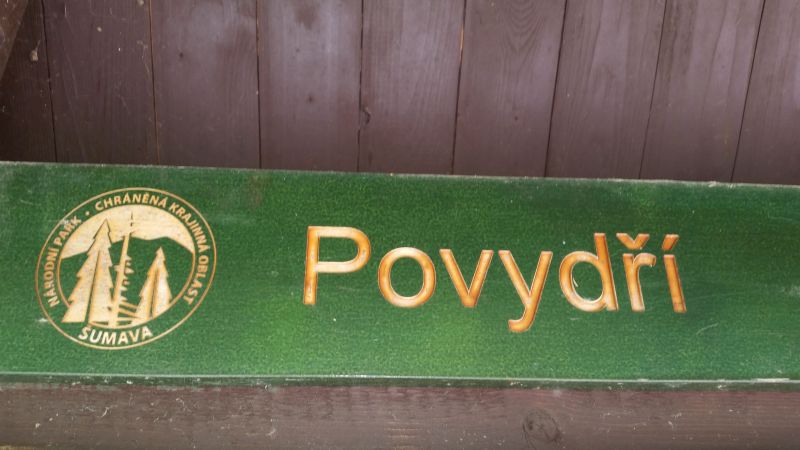 NÁRODNÍ PARK · CHRÁNĚNÁ KRAJINNÁ OBLAST
ŠUMAVA
Povydří